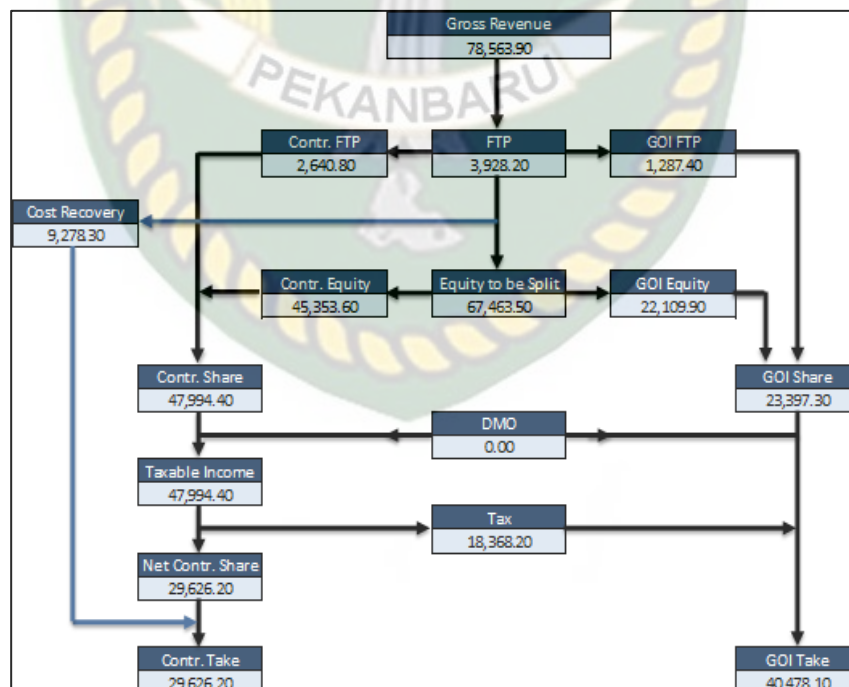 Gross Revenue
78,563.90
PEKANBARU
Contr. FTP
2,640.80
FTP
3,928.20
GOI FTP
1,287.40
Cost Recovery
9,278.30
Contr. Equity
45,353.60
Equity to be Split
67,463.50
GOI Equity
22,109.90
Contr. Share
47,994.40
GOI Share
23,397.30
DMO
0.00
Taxable Income
47,994.40
Tax
18,368.20
Net Contr. Share
29,626.20
Contr. Take
29,626.20
GOI Take
40,478.10